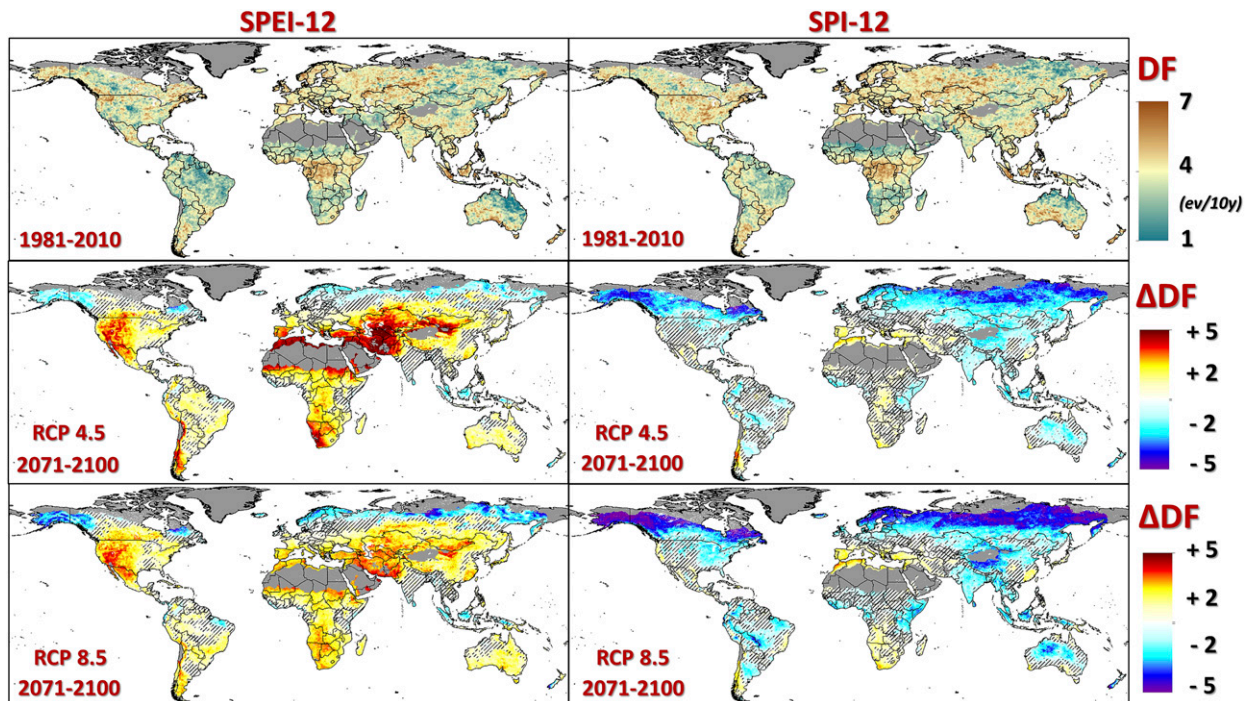 SPEI-12
SPI-12
1981-2010
1981-2010
DF
7
4
(ev/10y)
1
RCP 4.5
2071-2100
RCP 4.5
2071-2100
ΔDF
+ 5
+ 2
- 2
- 5
RCP 8.5
2071-2100
RCP 8.5
2071-2100
ΔDF
+ 5
+ 2
- 2
- 5